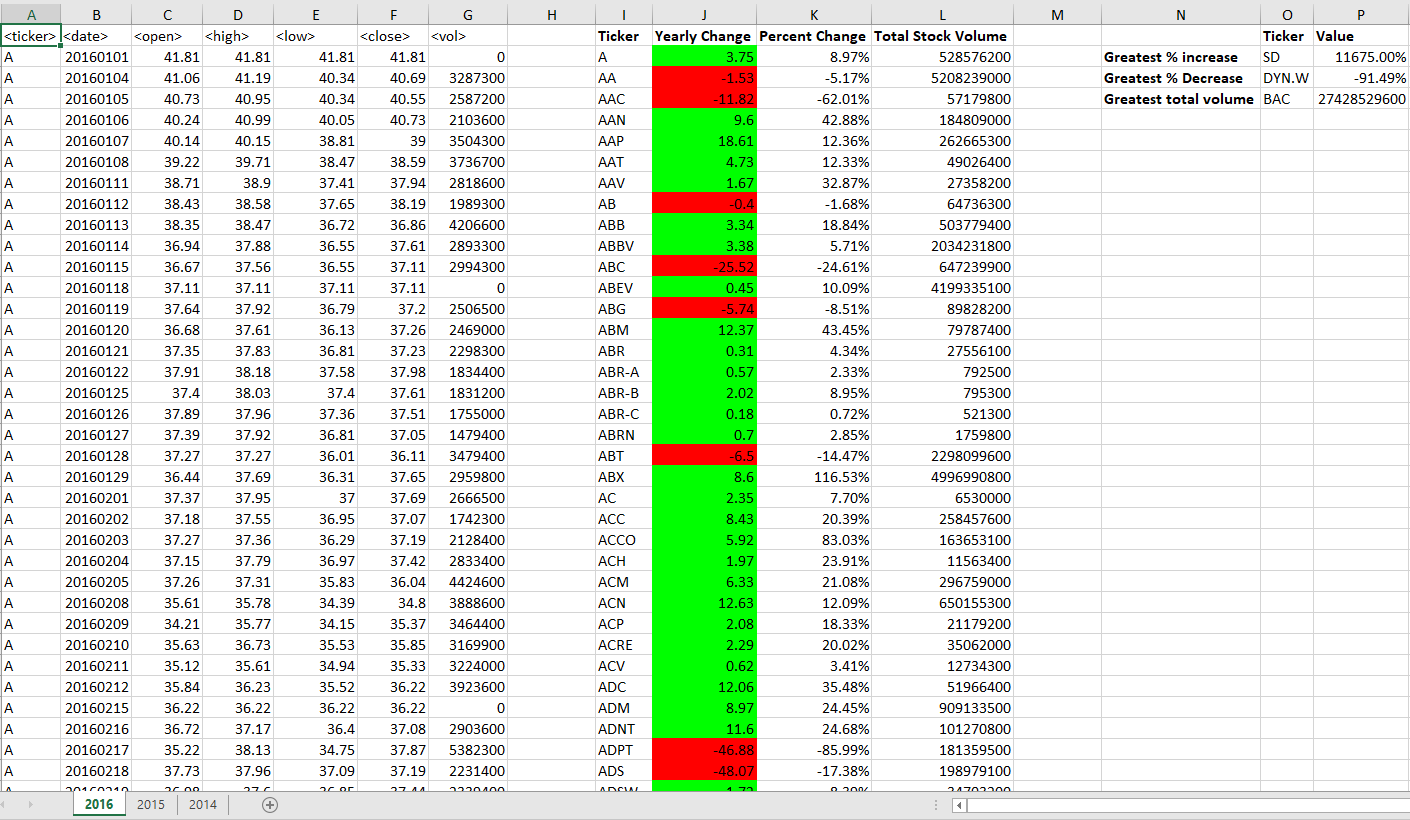 A B C D E F G H I J K L M N O P
<ticker> <date> <open> <high> <low> <close> <vol> Ticker Yearly Change Percent Change Total Stock Volume Ticker Value
A 20160101 41.81 41.81 41.81 41.81 0 A 3.75 8.97% 528576200 Greatest % increase SD 11675.00%
A 20160104 41.06 41.19 40.34 40.69 3287300 AA -1.53 -5.17% 5208239000 Greatest % Decrease DYN.W -91.49%
A 20160105 40.73 40.95 40.34 40.55 2587200 AAC -11.82 -62.01% 57179800 Greatest total volume BAC 27428529600
A 20160106 40.24 40.99 40.05 40.73 2103600 AAN 9.6 42.88% 184809000
A 20160107 40.14 40.15 38.81 39 3504300 AAP 18.61 12.36% 262665300
A 20160108 39.22 39.71 38.47 38.59 3736700 AAT 4.73 12.33% 49026400
A 20160111 38.71 38.9 37.41 37.94 2818600 AAV 1.67 32.87% 27358200
A 20160112 38.43 38.58 37.65 38.19 1989300 AB -0.4 -1.68% 64736300
A 20160113 38.35 38.47 36.72 36.86 4206600 ABB 3.34 18.84% 503779400
A 20160114 36.94 37.88 36.55 37.61 2893300 ABBV 3.38 5.71% 2034231800
A 20160115 36.67 37.56 36.55 37.11 2994300 ABC -25.52 -24.61% 647239900
A 20160118 37.11 37.11 37.11 37.11 0 ABEV 0.45 10.09% 4199335100
A 20160119 37.64 37.92 36.79 37.2 2506500 ABG -5.74 -8.51% 89828200
A 20160120 36.68 37.61 36.13 37.26 2469000 ABM 12.37 43.45% 79787400
A 20160121 37.35 37.83 36.81 37.23 2298300 ABR 0.31 4.34% 27556100
A 20160122 37.91 38.18 37.58 37.98 1834400 ABR-A 0.57 2.33% 792500
A 20160125 37.4 38.03 37.4 37.61 1831200 ABR-B 2.02 8.95% 795300
A 20160126 37.89 37.96 37.36 37.51 1755000 ABR-C 0.18 0.72% 521300
A 20160127 37.39 37.92 36.81 37.05 1479400 ABRN 0.7 2.85% 1759800
A 20160128 37.27 37.27 36.01 36.11 3479400 ABT -6.5 -14.47% 2298099600
A 20160129 36.44 37.69 36.31 37.65 2959800 ABX 8.6 116.53% 4996990800
A 20160201 37.37 37.95 37 37.69 2666500 AC 2.35 7.70% 6530000
A 20160202 37.18 37.55 36.95 37.07 1742300 ACC 8.43 20.39% 258457600
A 20160203 37.27 37.36 36.29 37.19 2128400 ACCO 5.92 83.03% 163653100
A 20160204 37.15 37.79 36.97 37.42 2833400 ACH 1.97 23.91% 11563400
A 20160205 37.26 37.31 35.83 36.04 4424600 ACM 6.33 21.08% 296759000
A 20160208 35.61 35.78 34.39 34.8 3888600 ACN 12.63 12.09% 650155300
A 20160209 34.21 35.77 34.15 35.37 3464400 ACP 2.08 18.33% 21179200
A 20160210 35.63 36.73 35.53 35.85 3169900 ACRE 2.29 20.02% 35062000
A 20160211 35.12 35.61 34.94 35.33 3224000 ACV 0.62 3.41% 12734300
A 20160212 35.84 36.23 35.52 36.22 3923600 ADC 12.06 35.48% 51966400
A 20160215 36.22 36.22 36.22 36.22 0 ADM 8.97 24.45% 909133500
A 20160216 36.72 37.17 36.4 37.08 2903600 ADNT 11.6 24.68% 101270800
A 20160217 35.22 38.13 34.75 37.87 5382300 ADPT -46.88 -85.99% 181359500
A 20160218 37.73 37.96 37.09 37.19 2231400 ADS -48.07 -17.38% 198979100
2016 2015 2014